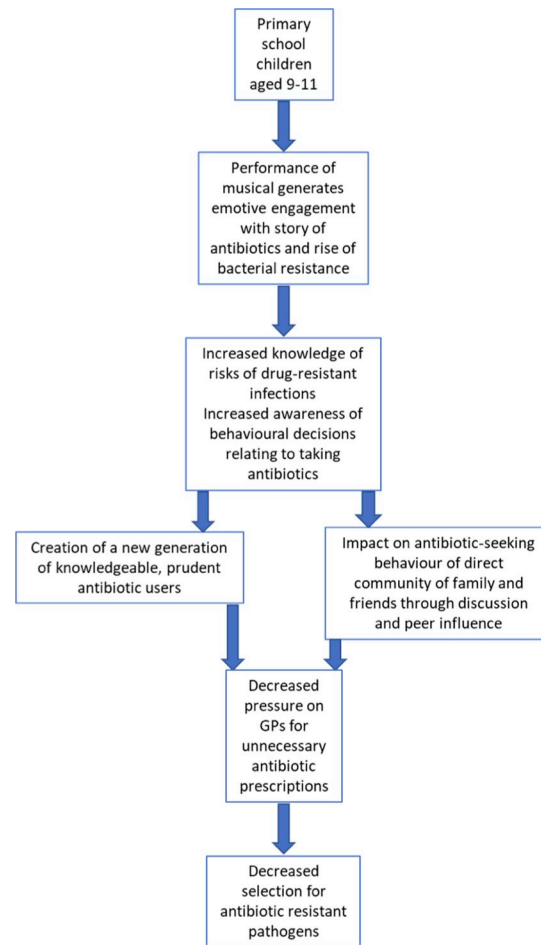 Primary
school
children
aged 9-11
Performance of
musical generates
emotive engagement
with story of
antibiotics and rise of
bacterial resistance
Increased knowledge of
risks of drug-resistant
infections
Increased awareness of
behavioural decisions
relating to taking
antibiotics
Creation of a new generation
of knowledgeable, prudent
antibiotic users
Impact on antibiotic-seeking
behaviour of direct
community of family and
friends through discussion
and peer influence
Decreased
pressure on
GPs for
unnecessary
antibiotic
prescriptions
Decreased
selection for
antibiotic resistant
pathogens